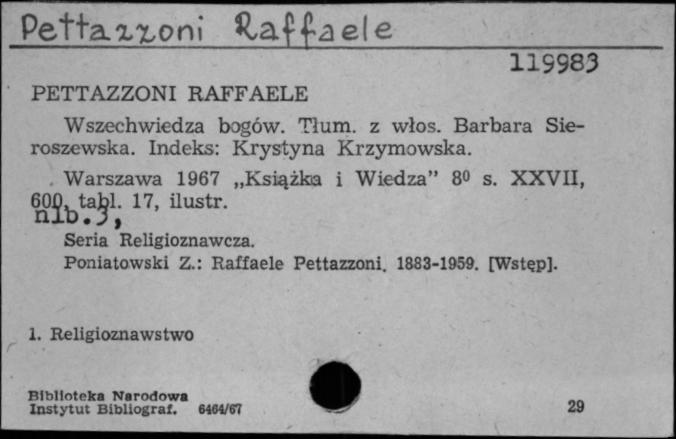 Pettazzoni Raffaele
119983
PETTAZZONI RAFFAELE
Wszechwiedza bogów. Tłum. z włos. Barbara Sie-
roszewska. Indeks: Krystyna Krzymowska.
Warszawa 1967 „Książka i Wiedza” 8⁰ s. XXVII,
600, tabl. 17, ilustr.
nlb.3,
Seria Religioznawcza.
Poniatowski Z.: Raffaele Pettazzoni. 1883-1959. [Wstęp].
1. Religioznawstwo
Biblioteka Narodowa
Instytut Bibliograf. 6464/67
29